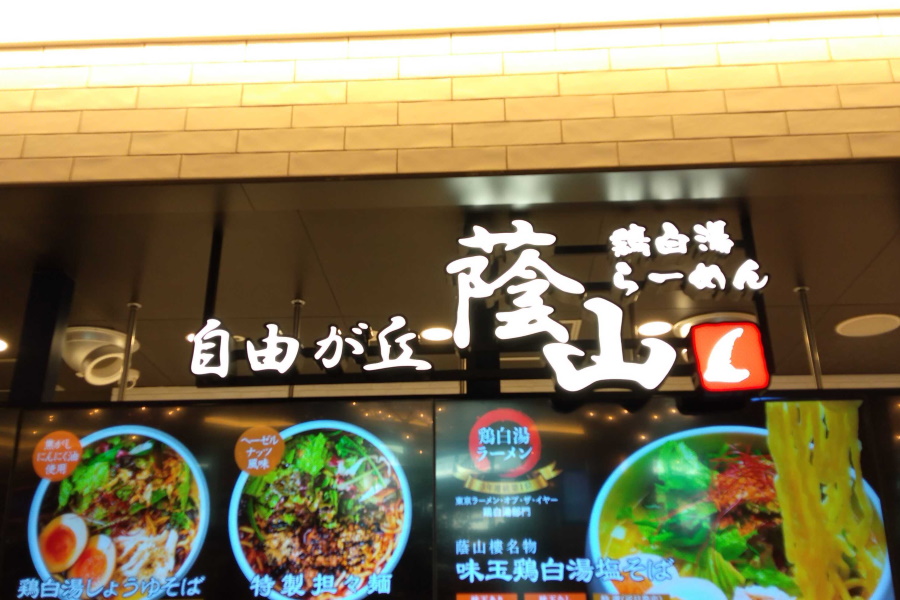 鶏白湯
らーめん
自由が丘 蔭山
焦がし
にんにく油
使用
鶏白湯しょうゆそば
ヘーゼル
ナッツ
風味
特製担々麺
鶏白湯
ラーメン
東京ラーメン・オブ・ザ・イヤー
鶏白湯部門
蔭山樓名物
味玉鶏白湯塩そば